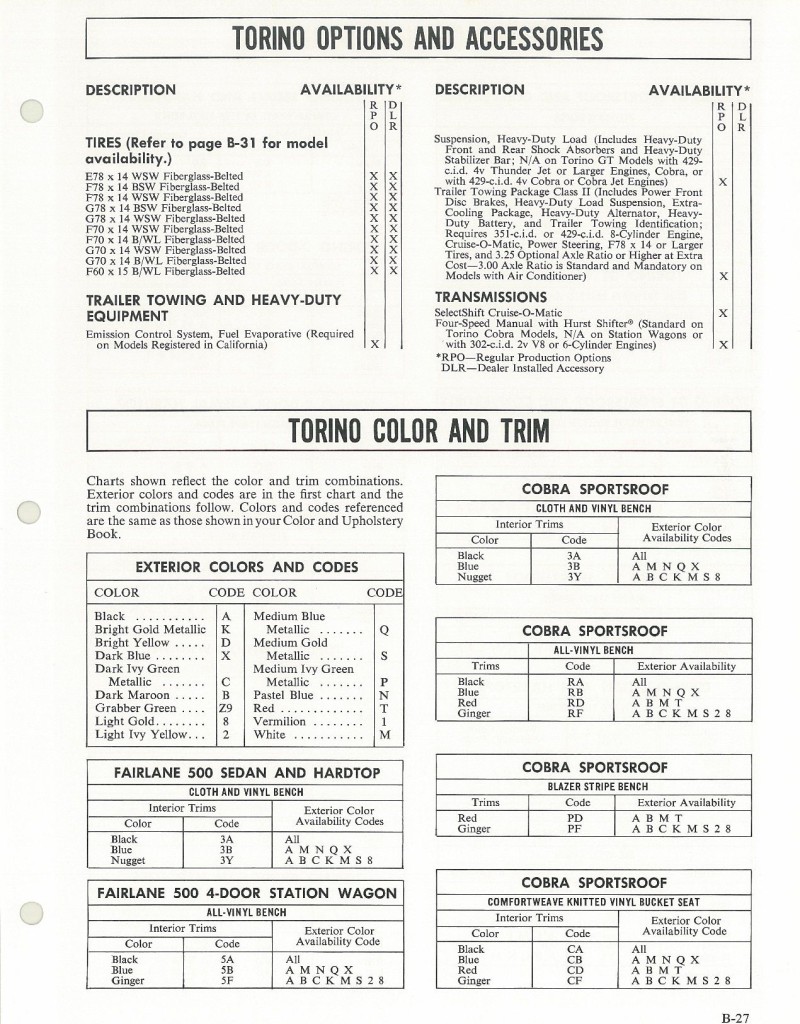 TORINO OPTIONS AND ACCESSORIES
DESCRIPTION AVAILABILITY*
RPO DLR
TIRES (Refer to page B-31 for model
availability.)
E78 x 14 WSW Fiberglass-Belted X X
F78 x 14 BSW Fiberglass-Belted X X
F78 x 14 WSW Fiberglass-Belted X X
G78 x 14 BSW Fiberglass-Belted X X
G78 x 14 WSW Fiberglass-Belted X X
F70 x 14 WSW Fiberglass-Belted X X
F70 x 14 B/WL Fiberglass-Belted X X
G70 x 14 WSW Fiberglass-Belted X X
G70 x 14 B/WL Fiberglass-Belted X X
F60 x 15 B/WL Fiberglass-Belted X X
TRAILER TOWING AND HEAVY-DUTY
EQUIPMENT
Emission Control System, Fuel Evaporative (Required
on Models Registered in California) X
DESCRIPTION AVAILABILITY*
RPO DLR
Suspension, Heavy-Duty Load (Includes Heavy-Duty
Front and Rear Shock Absorbers and Heavy-Duty
Stabilizer Bar; N/A on Torino GT Models with 429-
c.i.d. 4v Thunder Jet or Larger Engines, Cobra, or
with 429-c.i.d. 4v Cobra or Cobra Jet Engines) X
Trailer Towing Package Class II (Includes Power Front
Disc Brakes, Heavy-Duty Load Suspension, Extra-
Cooling Package, Heavy-Duty Alternator, Heavy-
Duty Battery, and Trailer Towing Identification;
Requires 351-c.i.d. or 429-c.i.d. 8-Cylinder Engine,
Cruise-O-Matic, Power Steering, F78 x 14 or Larger
Tires, and 3.25 Optional Axle Ratio or Higher at Extra
Cost—3.00 Axle Ratio is Standard and Mandatory on
Models with Air Conditioner) X
TRANSMISSIONS
SelectShift Cruise-O-Matic X
Four-Speed Manual with Hurst Shifter® (Standard on
Torino Cobra Models, N/A on Station Wagons or
with 302-c.i.d. 2v V8 or 6-Cylinder Engines) X
*RPO—Regular Production Options
DLR—Dealer Installed Accessory
TORINO COLOR AND TRIM
Charts shown reflect the color and trim combinations.
Exterior colors and codes are in the first chart and the
trim combinations follow. Colors and codes referenced
are the same as those shown in your Color and Upholstery
Book.
EXTERIOR COLORS AND CODES
COLOR CODE COLOR CODE
Black ........... A Medium Blue
Bright Gold Metallic K Metallic ....... Q
Bright Yellow ..... D Medium Gold
Dark Blue ........ X Metallic ....... S
Dark Ivy Green Medium Ivy Green
Metallic ....... C Metallic ....... P
Dark Maroon ..... B Pastel Blue ....... N
Grabber Green .... Z9 Red ............. T
Light Gold........ 8 Vermilion ........ 1
Light Ivy Yellow... 2 White ........... M
FAIRLANE 500 SEDAN AND HARDTOP
CLOTH AND VINYL BENCH
Interior Trims Exterior Color
Color Code Availability Codes
Black 3A All
Blue 3B A M N Q X
Nugget 3Y A B C K M S 8
FAIRLANE 500 4-DOOR STATION WAGON
ALL-VINYL BENCH
Interior Trims Exterior Color
Color Code Availability Code
Black 5A All
Blue 5B A M N Q X
Ginger 5F A B C K M S 2 8
COBRA SPORTSROOF
CLOTH AND VINYL BENCH
Interior Trims Exterior Color
Color Code Availability Codes
Black 3A All
Blue 3B A M N Q X
Nugget 3Y A B C K M S 8
COBRA SPORTSROOF
ALL-VINYL BENCH
Trims Code Exterior Availability
Black RA All
Blue RB A M N Q X
Red RD A B M T
Ginger RF A B C K M S 2 8
COBRA SPORTSROOF
BLAZER STRIPE BENCH
Trims Code Exterior Availability
Red PD A B M T
Ginger PF A B C K M S 2 8
COBRA SPORTSROOF
COMFORTWEAVE KNITTED VINYL BUCKET SEAT
Interior Trims Exterior Color
Color Code Availability Codes
Black CA All
Blue CB A M N Q X
Red CD A B M T
Ginger CF A B C K M S 2 8
B-27